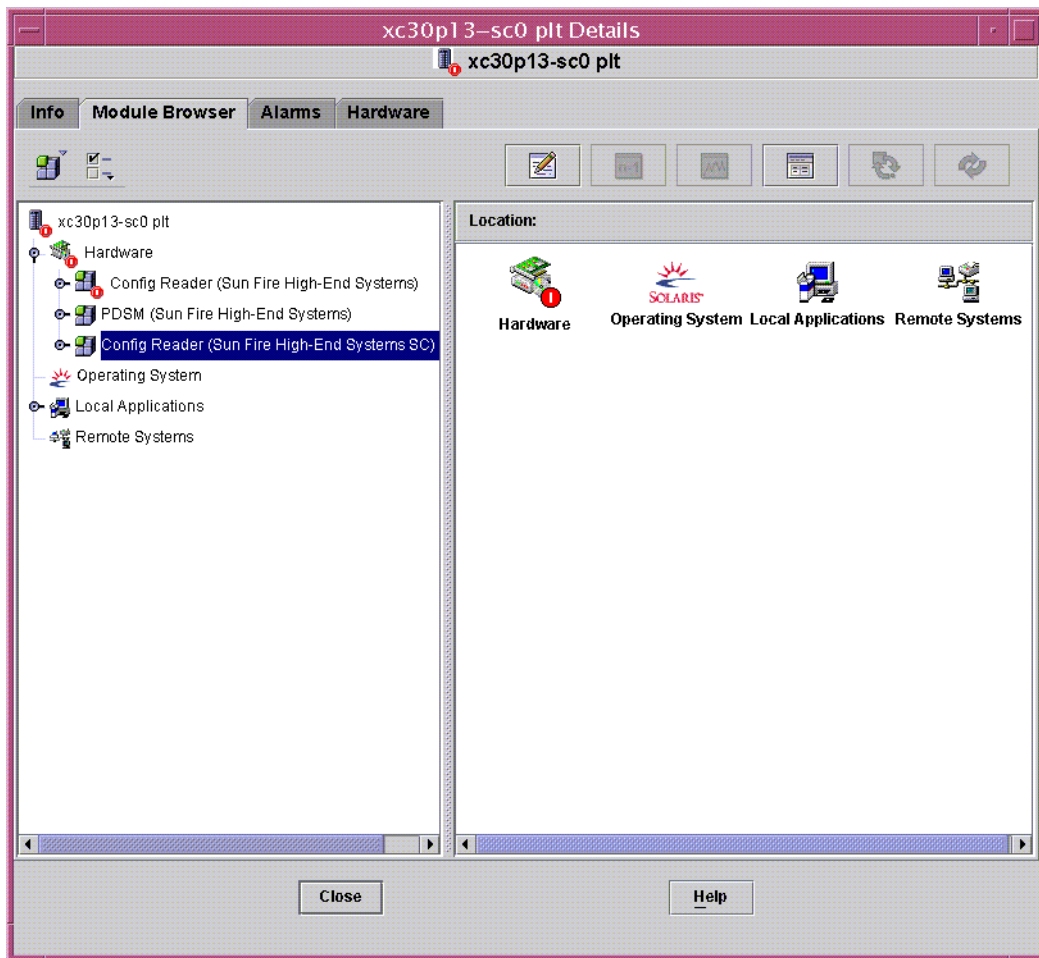 xc30p13–sc0 plt Details
xc30p13-sc0 plt
Info Module Browser Alarms Hardware
xc30p13-sc0 plt
Hardware
Config Reader (Sun Fire High-End Systems)
PDSM (Sun Fire High-End Systems)
Config Reader (Sun Fire High-End Systems SC)
Operating System
Local Applications
Remote Systems
Location:
SOLARIS
Hardware Operating System Local Applications Remote Systems
Close Help